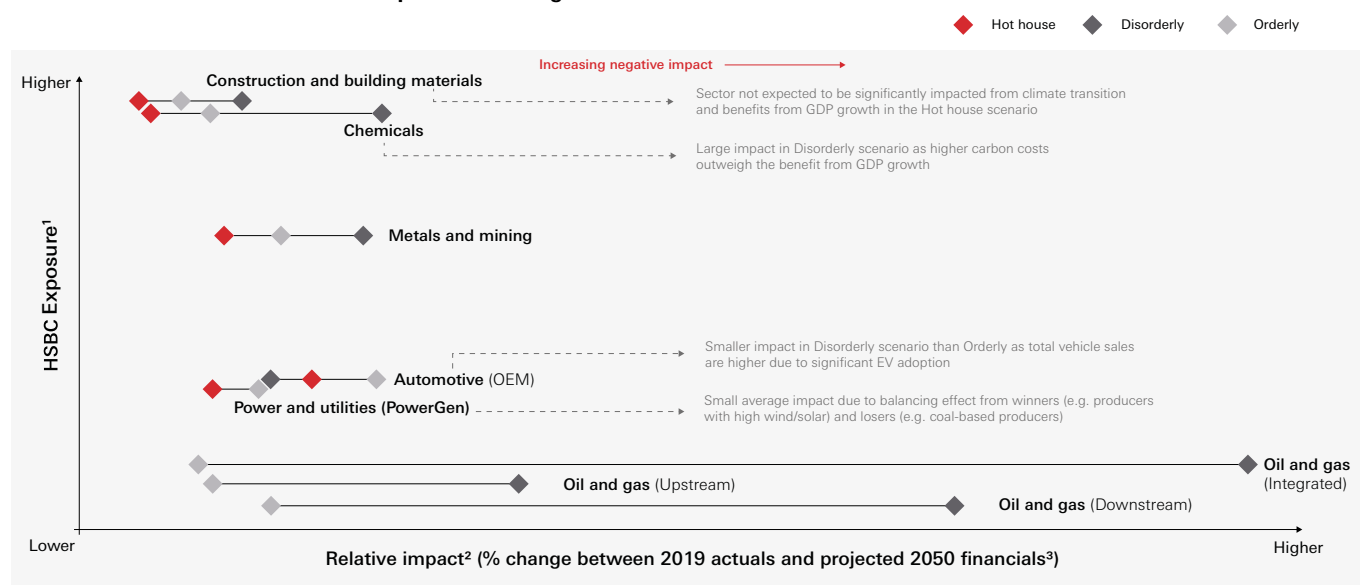 Hot house
Disorderly
Orderly
Increasing negative impact
Higher
Construction and building materials
Sector not expected to be significantly impacted from climate transition
and benefits from GDP growth in the Hot house scenario
Chemicals
Large impact in Disorderly scenario as higher carbon costs
outweigh the benefit from GDP growth
HSBC Exposure¹
Metals and mining
Smaller impact in Disorderly scenario than Orderly as total vehicle sales
are higher due to significant EV adoption
Automotive (OEM)
Power and utilities (PowerGen)
Small average impact due to balancing effect from winners (e.g. producers
with high wind/solar) and losers (e.g. coal-based producers)
Oil and gas
(Integrated)
Oil and gas (Upstream)
Oil and gas (Downstream)
Lower
Higher
Relative impact² (% change between 2019 actuals and projected 2050 financials³)